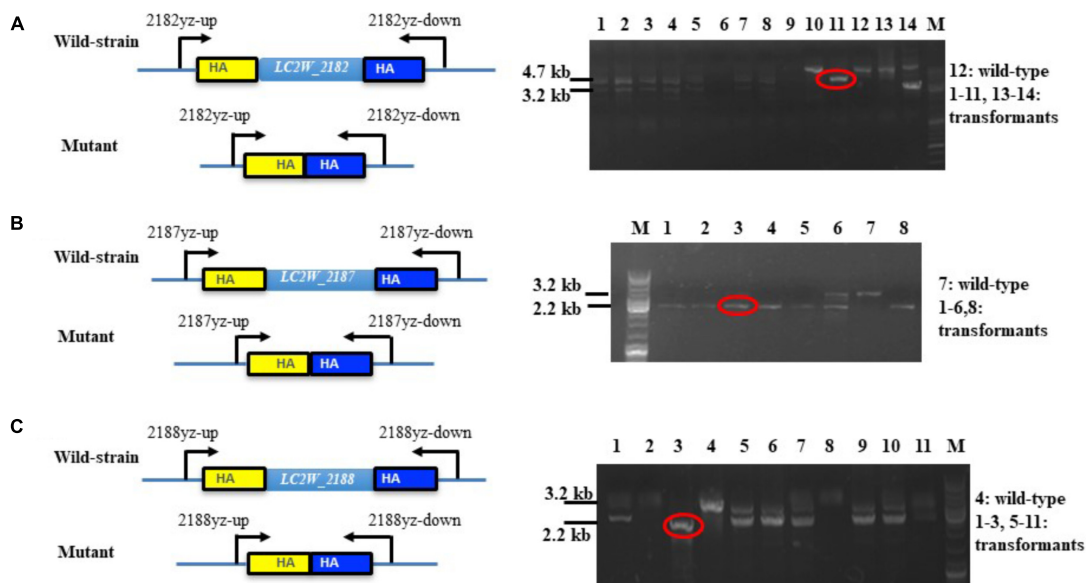 A
2182yz-up
2182yz-down
Wild-strain
HA
LC2W_2182
HA
2182yz-up
2182yz-down
Mutant
HA
HA
1 2 3 4 5 6 7 8 9 10 11 12 13 14 M
4.7 kb
3.2 kb
12: wild-type
1-11, 13-14:
transformants
B
2187yz-up
2187yz-down
Wild-strain
HA
LC2W_2187
HA
2187yz-up
2187yz-down
Mutant
HA
HA
M 1 2 3 4 5 6 7 8
3.2 kb
2.2 kb
7: wild-type
1-6,8:
transformants
C
2188yz-up
2188yz-down
Wild-strain
HA
LC2W_2188
HA
2188yz-up
2188yz-down
Mutant
HA
HA
1 2 3 4 5 6 7 8 9 10 11 M
3.2 kb
2.2 kb
4: wild-type
1-3, 5-11:
transformants